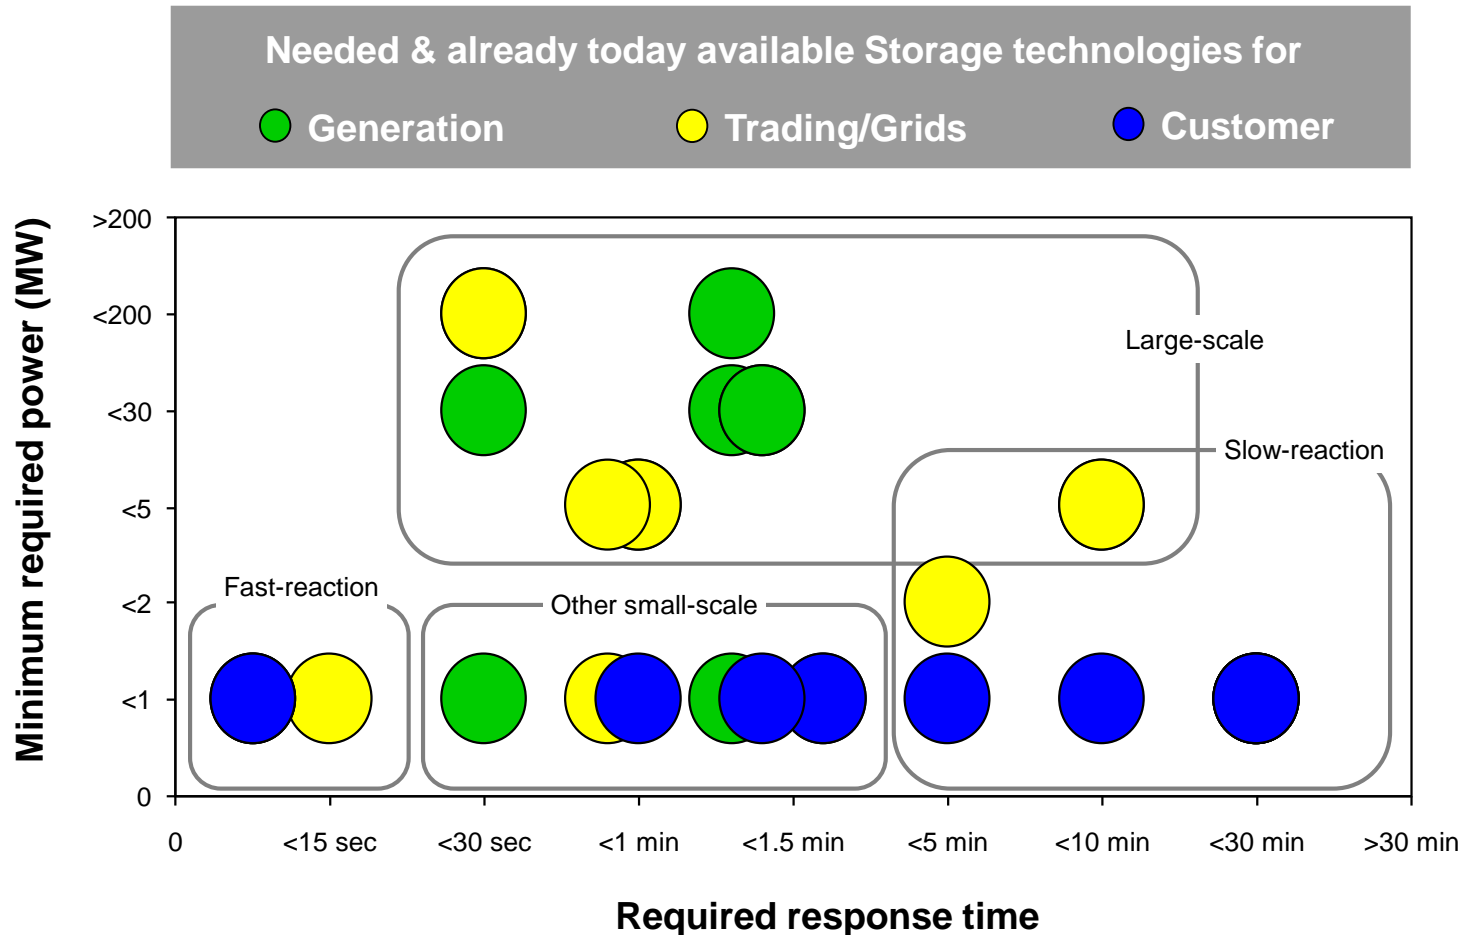 Needed & already today available Storage technologies for
Generation
Trading/Grids
Customer
Minimum required power (MW)
>200
<200
<30
<5
<2
<1
0
Large-scale
Slow-reaction
Fast-reaction
Other small-scale
0
<15 sec
<30 sec
<1 min
<1.5 min
<5 min
<10 min
<30 min
>30 min
Required response time